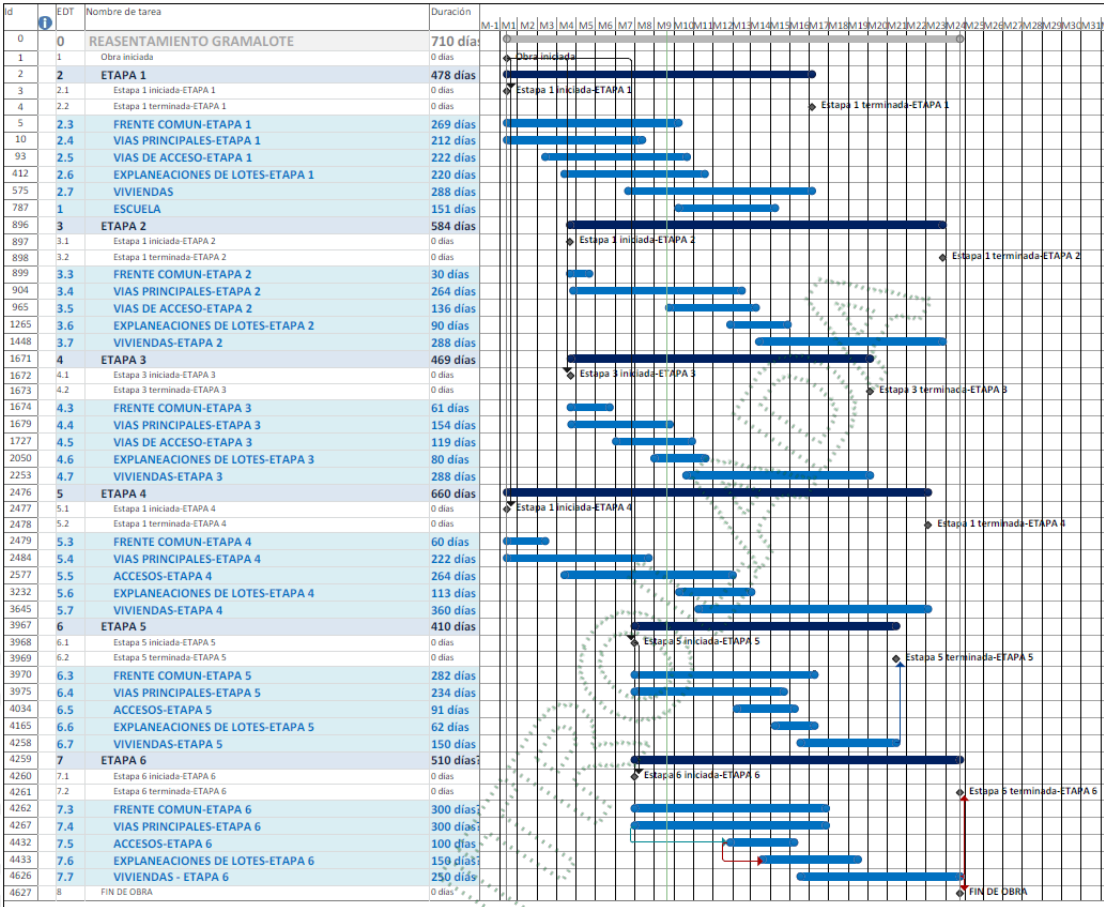 Id EDT Nombre de tarea Duración M-1 M1 M2 M3 M4 M5 M6 M7 M8 M9 M10 M11 M12 M13 M14 M15 M16 M17 M18 M19 M20 M21 M22 M23 M24 M25 M26 M27 M28 M29 M30 M31
0 0 REASENTAMIENTO GRAMALOTE 710 días
1 1 Obra iniciada 0 días Obra iniciada
2 2 ETAPA 1 478 días
3 2.1 Estapa 1 iniciada-ETAPA 1 0 días Estapa 1 iniciada-ETAPA 1
4 2.2 Estapa 1 terminada-ETAPA 1 0 días Estapa 1 terminada-ETAPA 1
5 2.3 FRENTE COMUN-ETAPA 1 269 días
10 2.4 VIAS PRINCIPALES-ETAPA 1 212 días
93 2.5 VIAS DE ACCESO-ETAPA 1 222 días
412 2.6 EXPLANEACIONES DE LOTES-ETAPA 1 220 días
575 2.7 VIVIENDAS 288 días
787 1 ESCUELA 151 días
896 3 ETAPA 2 584 días
897 3.1 Estapa 1 iniciada-ETAPA 2 0 días Estapa 1 iniciada-ETAPA 2
898 3.2 Estapa 1 terminada-ETAPA 2 0 días Estapa 1 terminada-ETAPA 2
899 3.3 FRENTE COMUN-ETAPA 2 30 días
904 3.4 VIAS PRINCIPALES-ETAPA 2 264 días
965 3.5 VIAS DE ACCESO-ETAPA 2 136 días
1265 3.6 EXPLANEACIONES DE LOTES-ETAPA 2 90 días
1448 3.7 VIVIENDAS-ETAPA 2 288 días
1671 4 ETAPA 3 469 días
1672 4.1 Estapa 3 iniciada-ETAPA 3 0 días Estapa 3 iniciada-ETAPA 3
1673 4.2 Estapa 3 terminada-ETAPA 3 0 días Estapa 3 terminada-ETAPA 3
1674 4.3 FRENTE COMUN-ETAPA 3 61 días
1679 4.4 VIAS PRINCIPALES-ETAPA 3 154 días
1727 4.5 VIAS DE ACCESO-ETAPA 3 119 días
2050 4.6 EXPLANEACIONES DE LOTES-ETAPA 3 80 días
2253 4.7 VIVIENDAS-ETAPA 3 288 días
2476 5 ETAPA 4 660 días
2477 5.1 Estapa 1 iniciada-ETAPA 4 0 días Estapa 1 iniciada-ETAPA 4
2478 5.2 Estapa 1 terminada-ETAPA 4 0 días Estapa 1 terminada-ETAPA 4
2479 5.3 FRENTE COMUN-ETAPA 4 60 días
2484 5.4 VIAS PRINCIPALES-ETAPA 4 222 días
2577 5.5 ACCESOS-ETAPA 4 264 días
3232 5.6 EXPLANEACIONES DE LOTES-ETAPA 4 113 días
3645 5.7 VIVIENDAS-ETAPA 4 360 días
3967 6 ETAPA 5 410 días
3968 6.1 Estapa 5 iniciada-ETAPA 5 0 días Estapa 5 iniciada-ETAPA 5
3969 6.2 Estapa 5 terminada-ETAPA 5 0 días Estapa 5 terminada-ETAPA 5
3970 6.3 FRENTE COMUN-ETAPA 5 282 días
3975 6.4 VIAS PRINCIPALES-ETAPA 5 234 días
4034 6.5 ACCESOS-ETAPA 5 91 días
4165 6.6 EXPLANEACIONES DE LOTES-ETAPA 5 62 días
4258 6.7 VIVIENDAS-ETAPA 5 150 días
4259 7 ETAPA 6 510 días?
4260 7.1 Estapa 6 iniciada-ETAPA 6 0 días Estapa 6 iniciada-ETAPA 6
4261 7.2 Estapa 6 terminada-ETAPA 6 0 días Estapa 6 terminada-ETAPA 6
4262 7.3 FRENTE COMUN-ETAPA 6 300 días?
4267 7.4 VIAS PRINCIPALES-ETAPA 6 300 días?
4432 7.5 ACCESOS-ETAPA 6 100 días
4433 7.6 EXPLANEACIONES DE LOTES-ETAPA 6 150 días?
4626 7.7 VIVIENDAS - ETAPA 6 250 días
4627 8 FIN DE OBRA 0 días FIN DE OBRA